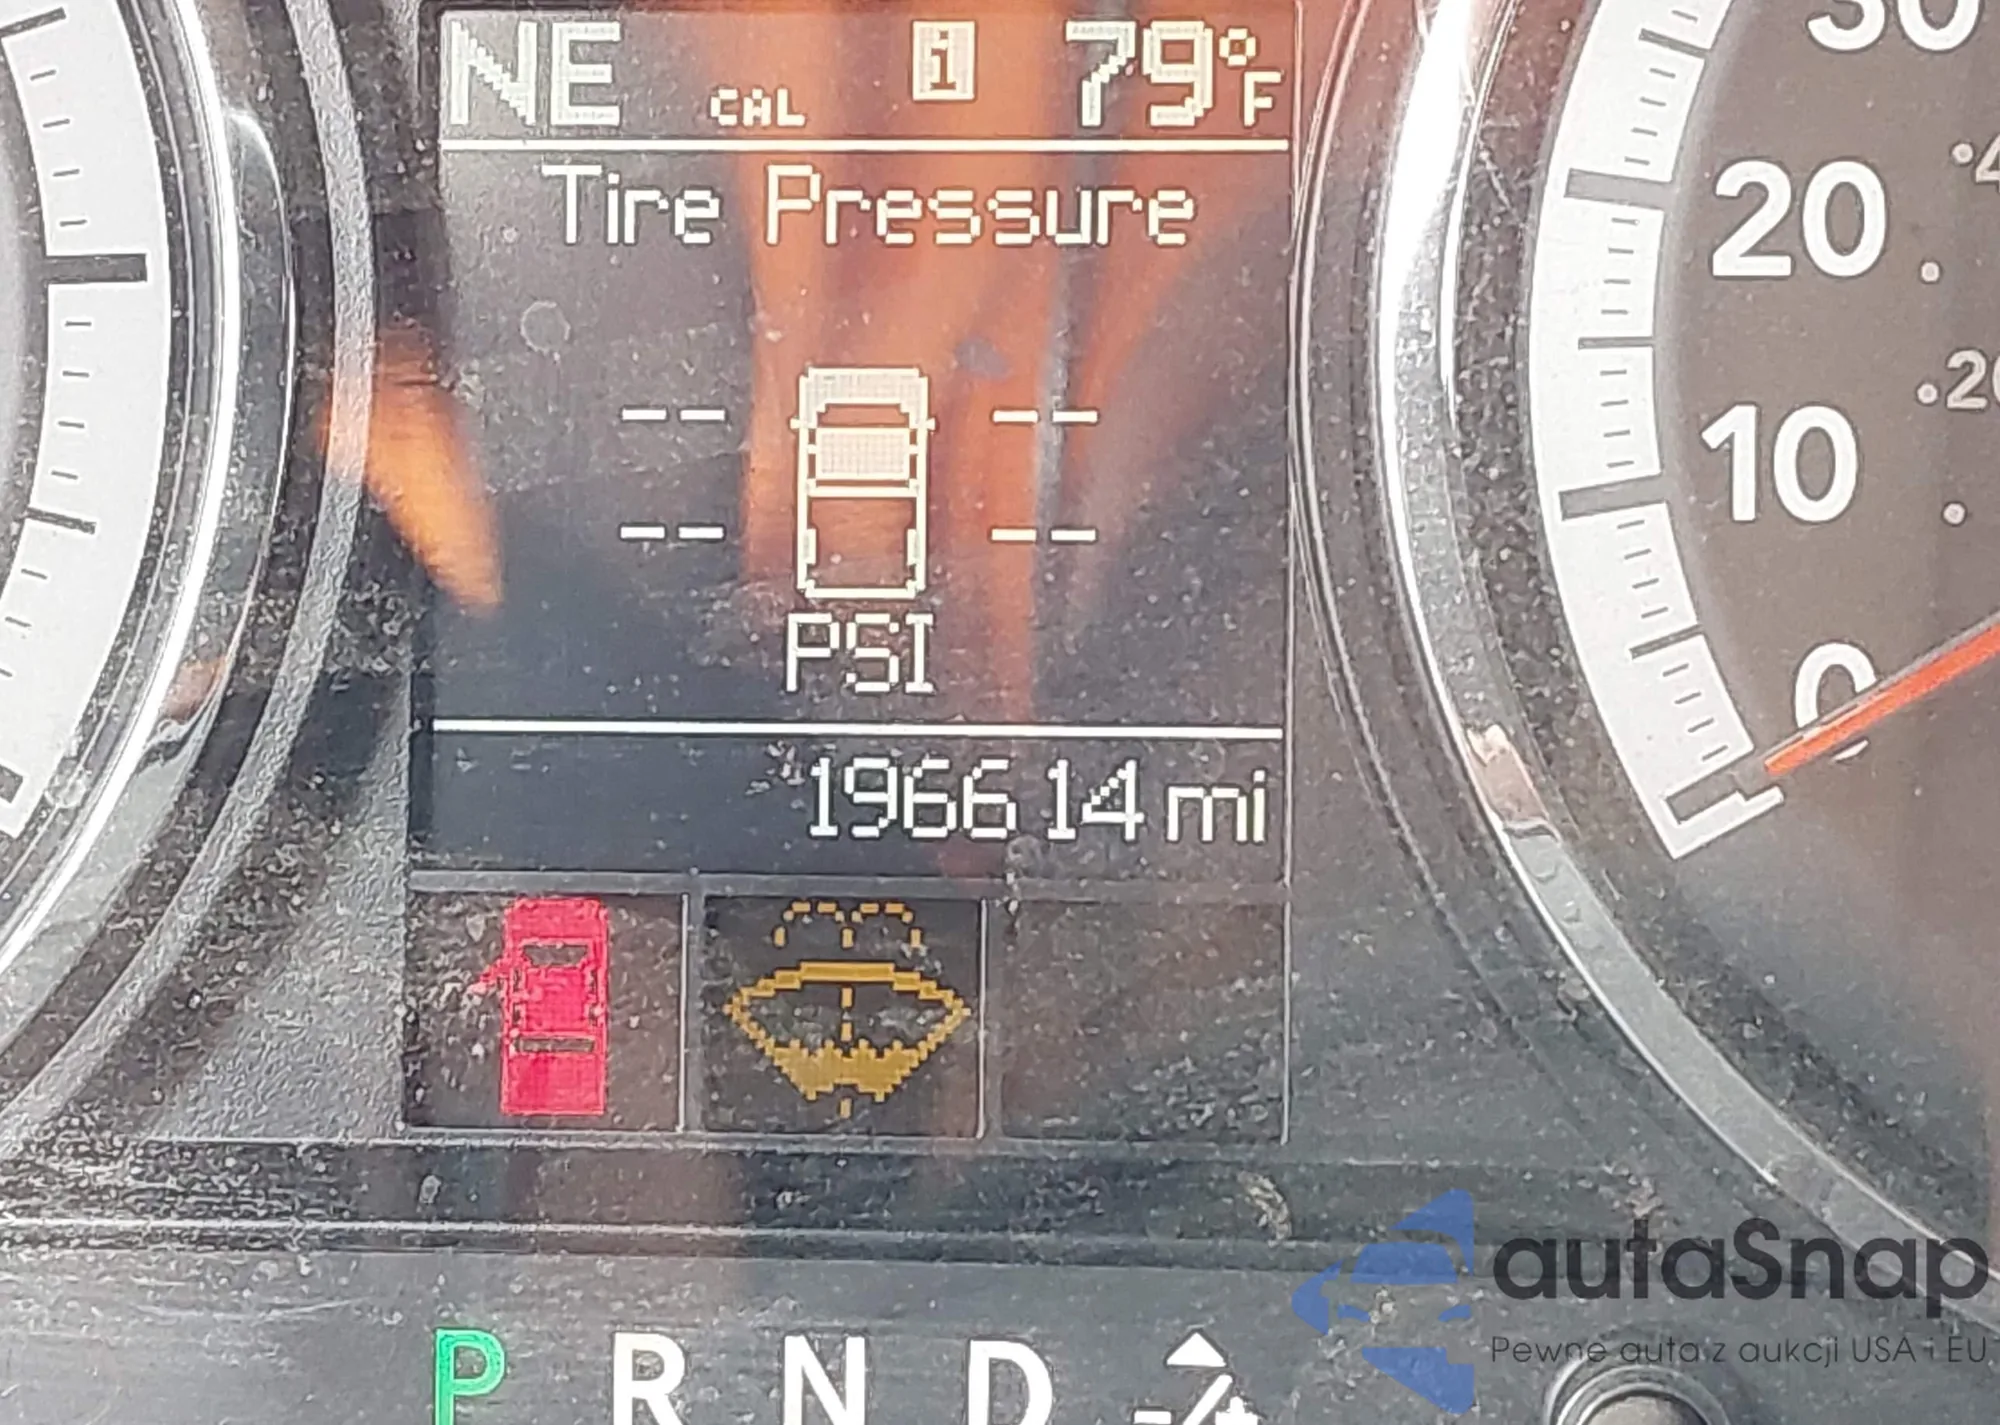 NE CAL i 79°F
Tire Pressure
-- --
-- --
PSI
196614 mi
30
20
10
0
P R N D
autaSnap
Pewne auta z aukcji USA i EU